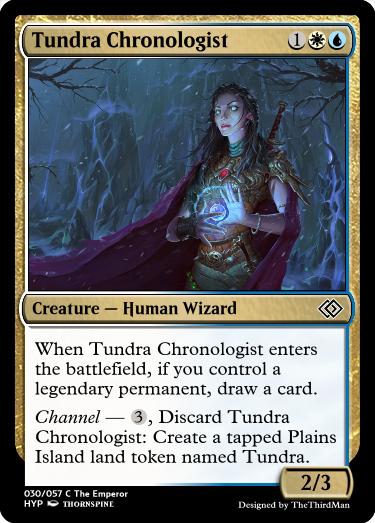 Tundra Chronologist 1
Creature — Human Wizard
When Tundra Chronologist enters
the battlefield, if you control a
legendary permanent, draw a card.
Channel — 3, Discard Tundra
Chronologist: Create a tapped Plains
Island land token named Tundra.
2/3
030/057 C The Emperor
HYP THORNSPINE
Designed by TheThirdMan